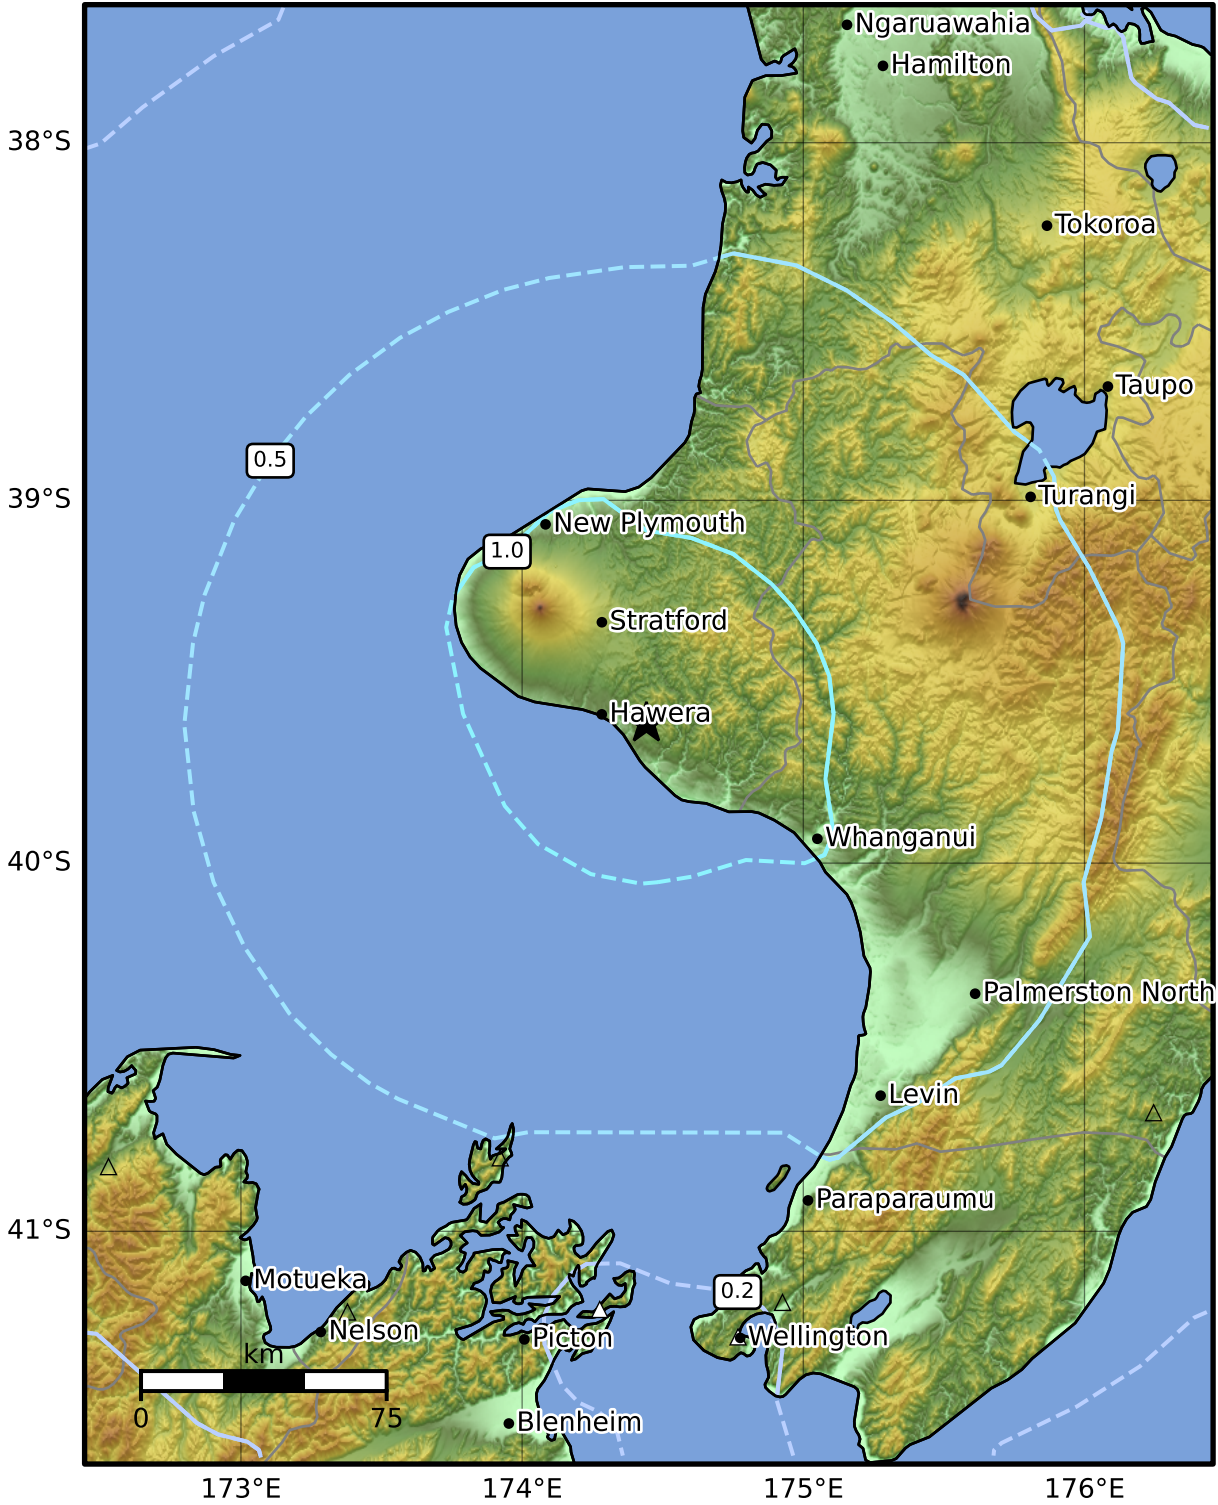 Ngaruawahia
Hamilton
38°S
Tokoroa
Taupo
0.5
39°S
Turangi
New Plymouth
1.0
Stratford
Hawera
Whanganui
40°S
Palmerston North
Levin
Paraparaumu
41°S
Motueka
0.2
Nelson
Picton
Wellington
km
0 75
Blenheim
173°E 174°E 175°E 176°E